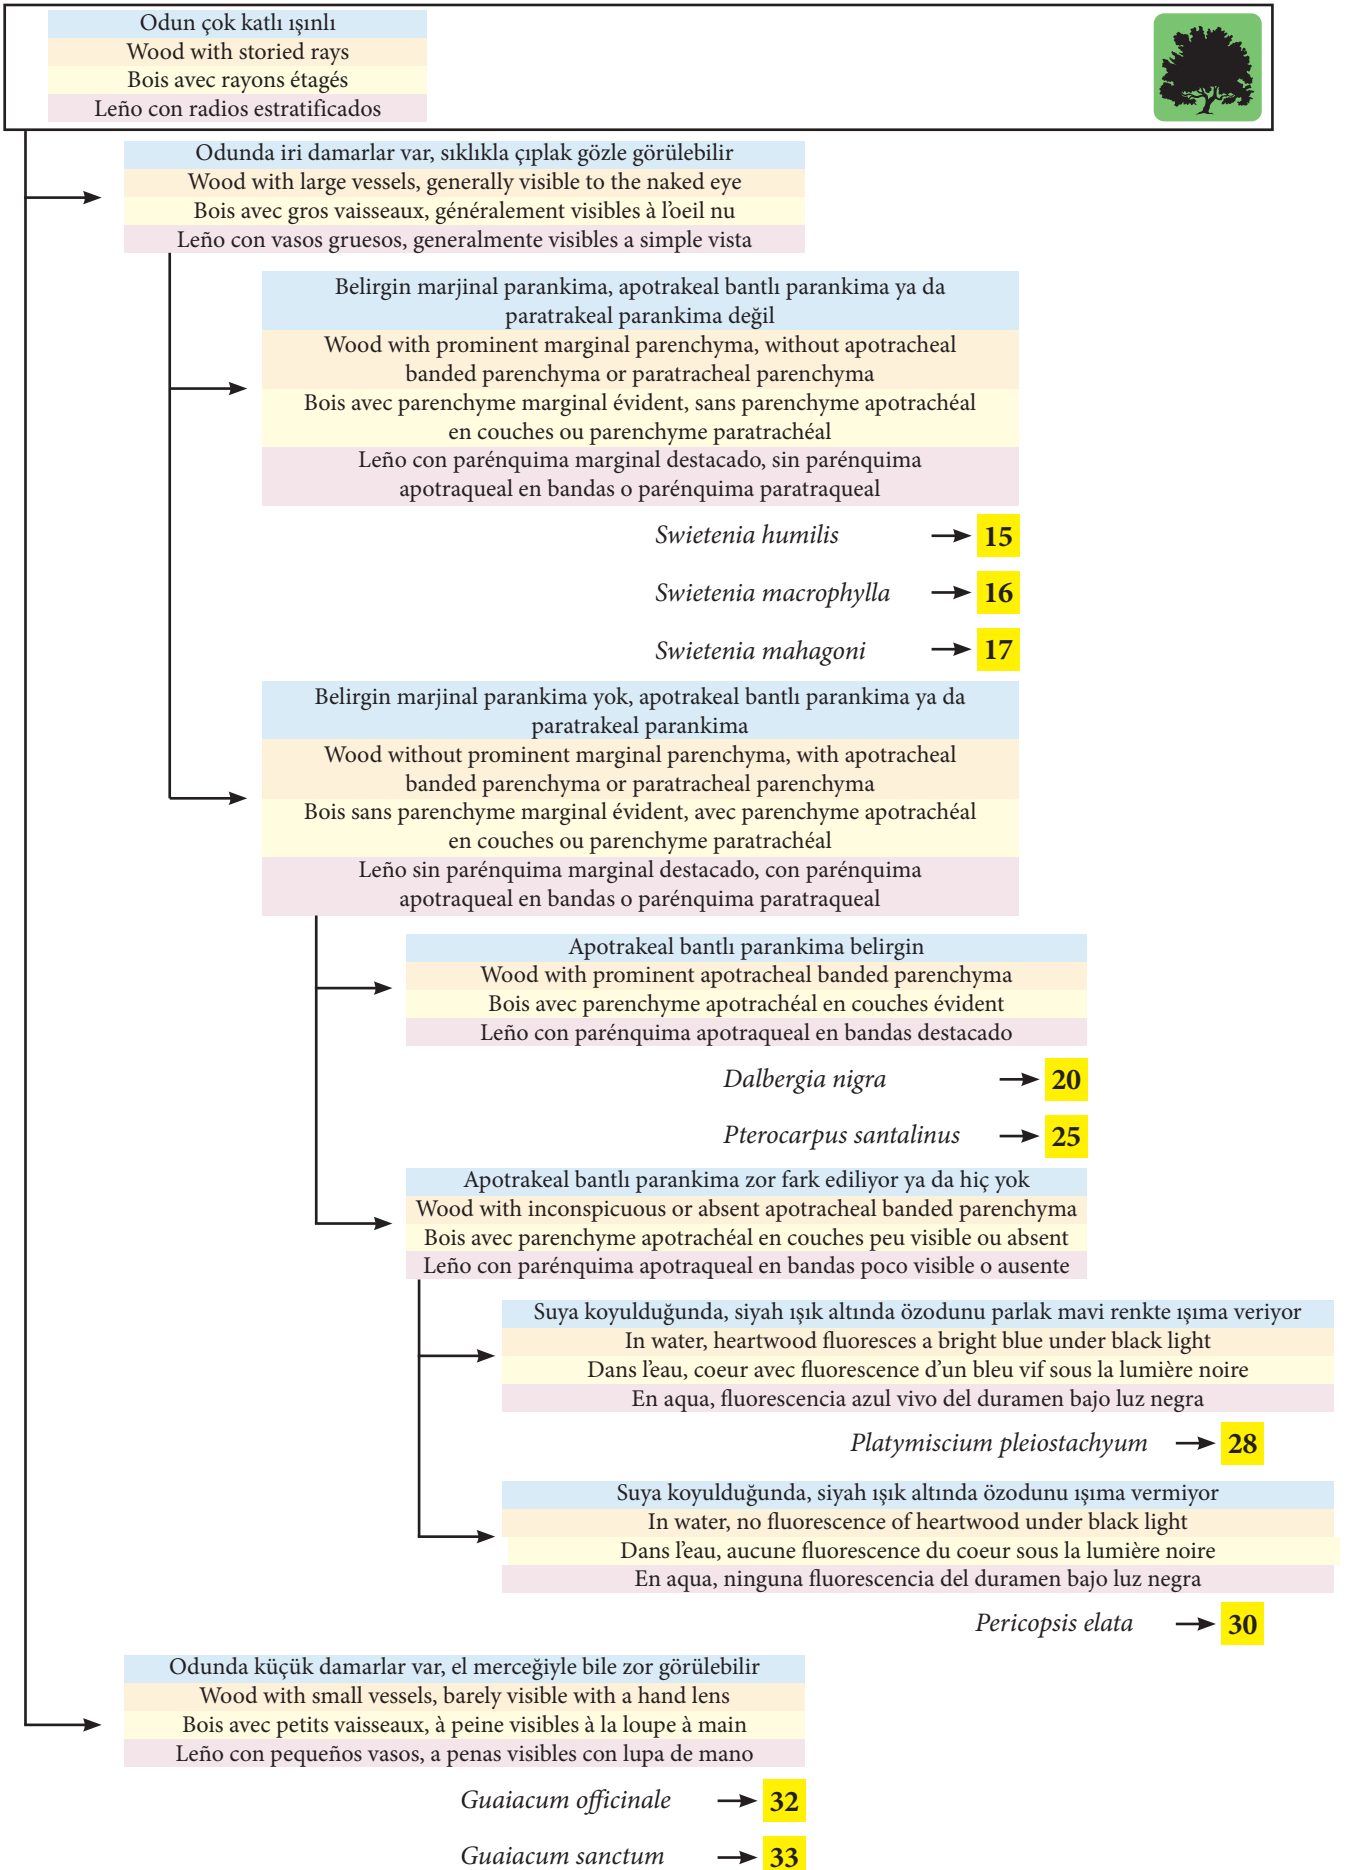 Odun çok katlı ışınlı
Wood with storied rays
Bois avec rayons étagés
Leño con radios estratificados
Odunda iri damarlar var, sıklıkla çıplak gözle görülebilir
Wood with large vessels, generally visible to the naked eye
Bois avec gros vaisseaux, généralement visibles à l'oeil nu
Leño con vasos gruesos, generalmente visibles a simple vista
Belirgin marjinal parankima, apotrakeal bantlı parankima ya da
paratrakeal parankima değil
Wood with prominent marginal parenchyma, without apotracheal
banded parenchyma or paratracheal parenchyma
Bois avec parenchyme marginal évident, sans parenchyme apotrachéal
en couches ou parenchyme paratrachéal
Leño con parénquima marginal destacado, sin parénquima
apotraqueal en bandas o parénquima paratraqueal
Swietenia humilis 15
Swietenia macrophylla 16
Swietenia mahagoni 17
Belirgin marjinal parankima yok, apotrakeal bantlı parankima ya da
paratrakeal parankima
Wood without prominent marginal parenchyma, with apotracheal
banded parenchyma or paratracheal parenchyma
Bois sans parenchyme marginal évident, avec parenchyme apotrachéal
en couches ou parenchyme paratrachéal
Leño sin parénquima marginal destacado, con parénquima
apotraqueal en bandas o parénquima paratraqueal
Apotrakeal bantlı parankima belirgin
Wood with prominent apotracheal banded parenchyma
Bois avec parenchyme apotrachéal en couches évident
Leño con parénquima apotraqueal en bandas destacado
Dalbergia nigra 20
Pterocarpus santalinus 25
Apotrakeal bantlı parankima zor fark ediliyor ya da hiç yok
Wood with inconspicuous or absent apotracheal banded parenchyma
Bois avec parenchyme apotrachéal en couches peu visible ou absent
Leño con parénquima apotraqueal en bandas poco visible o ausente
Suya koyulduğunda, siyah ışık altında özodunu parlak mavi renkte ışıma veriyor
In water, heartwood fluoresces a bright blue under black light
Dans l'eau, coeur avec fluorescence d'un bleu vif sous la lumière noire
En aqua, fluorescencia azul vivo del duramen bajo luz negra
Platymiscium pleiostachyum 28
Suya koyulduğunda, siyah ışık altında özodunu ışıma vermiyor
In water, no fluorescence of heartwood under black light
Dans l'eau, aucune fluorescence du coeur sous la lumière noire
En aqua, ninguna fluorescencia del duramen bajo luz negra
Pericopsis elata 30
Odunda küçük damarlar var, el merceğiyle bile zor görülebilir
Wood with small vessels, barely visible with a hand lens
Bois avec petits vaisseaux, à peine visibles à la loupe à main
Leño con pequeños vasos, a penas visibles con lupa de mano
Guaiacum officinale 32
Guaiacum sanctum 33